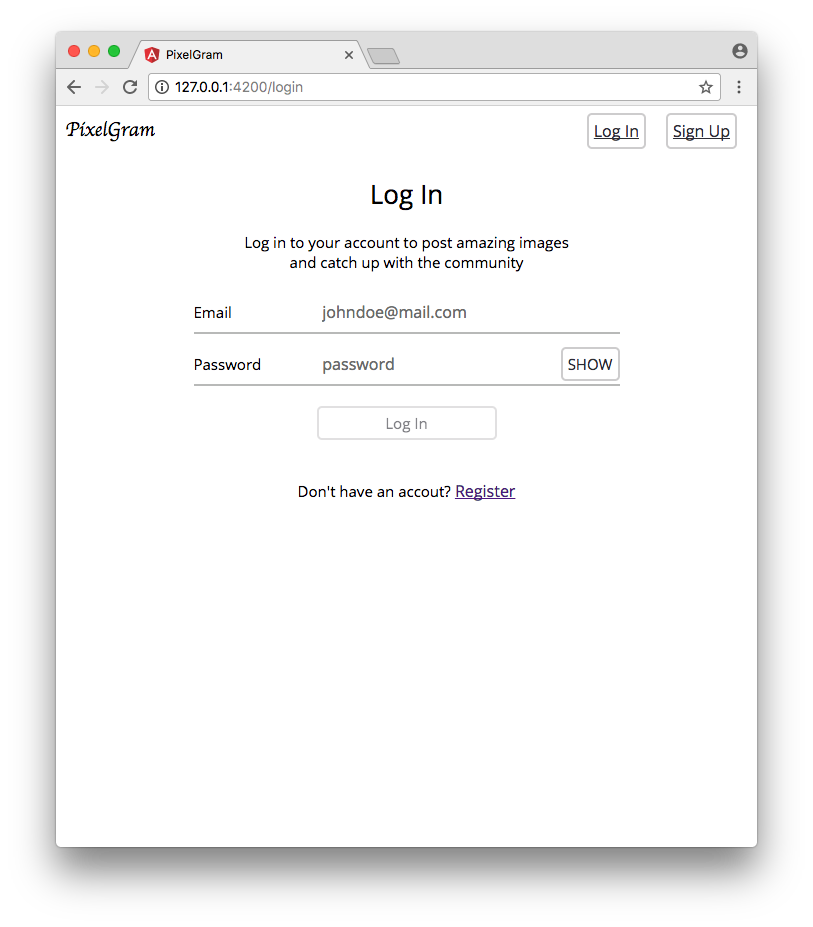 PixelGram
127.0.0.1:4200/login
PixelGram
Log In
Sign Up
Log In
Log in to your account to post amazing images
and catch up with the community
Email
johndoe@mail.com
Password
password
SHOW
Log In
Don't have an accout? Register